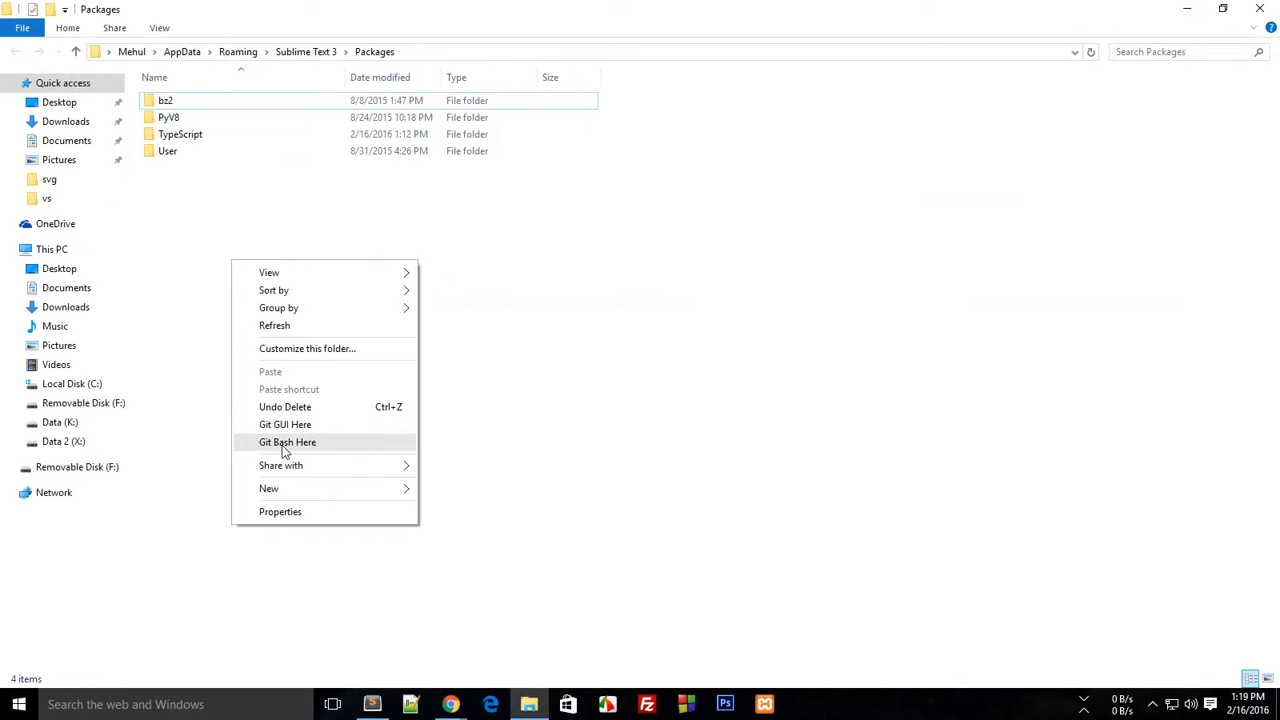 Packages
File Home Share View
Mehul AppData Roaming Sublime Text 3 Packages Search Packages
Name Date modified Type Size
Quick access
Desktop
Downloads
Documents
Pictures
svg
vs
OneDrive
This PC
Desktop
Documents
Downloads
Music
Pictures
Videos
Local Disk (C:)
Removable Disk (F:)
Data (K:)
Data 2 (X:)
Removable Disk (F:)
Network
bz2 8/8/2015 1:47 PM File folder
PyV8 8/24/2015 10:18 PM File folder
TypeScript 2/16/2016 1:12 PM File folder
User 8/31/2015 4:26 PM File folder
View
Sort by
Group by
Refresh
Customize this folder...
Paste
Paste shortcut
Undo Delete Ctrl+Z
Git GUI Here
Git Bash Here
Share with
New
Properties
4 items
Search the web and Windows
Ps
0 B/s
0 B/s
1:19 PM
2/16/2016